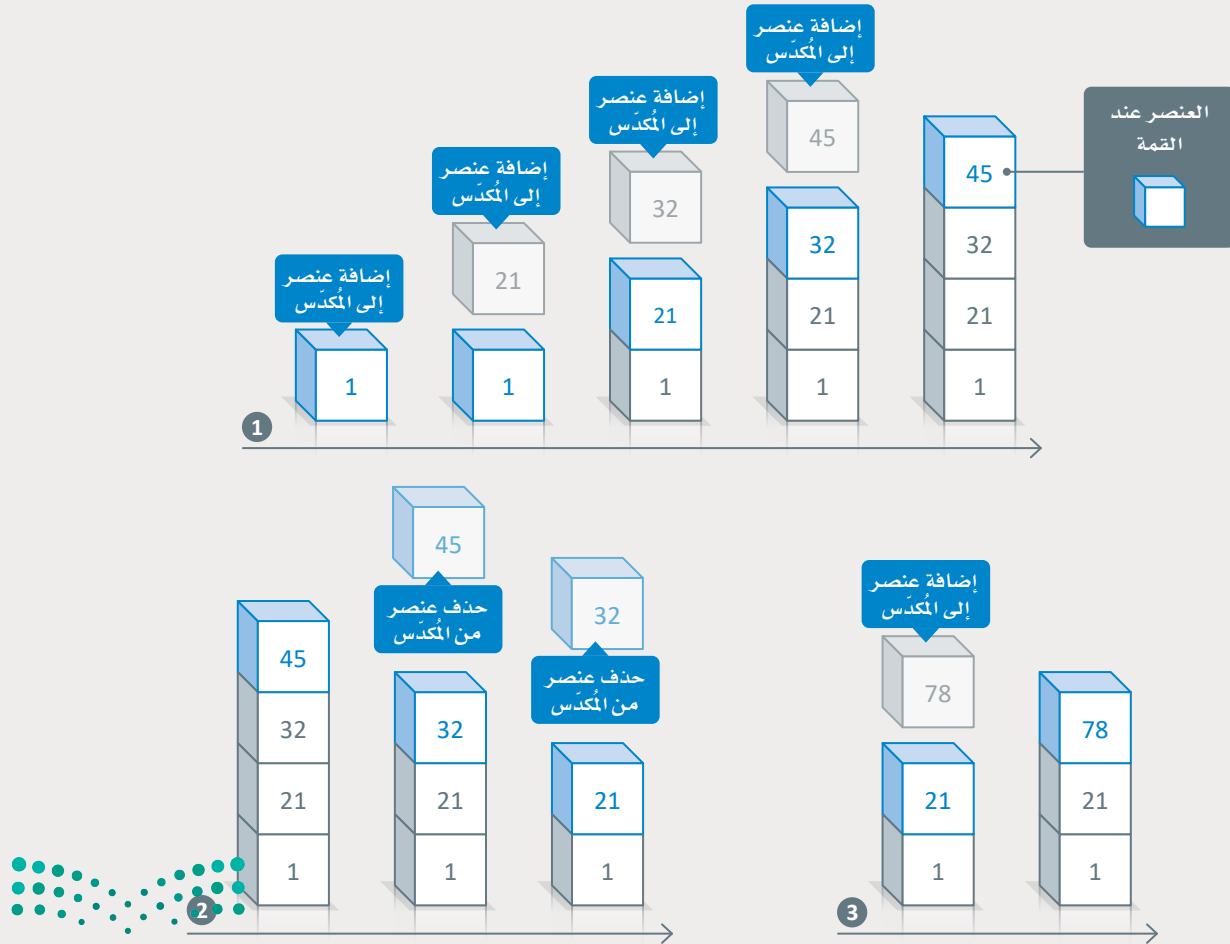 إضافة عنصر
إلى المُكدّس
إضافة عنصر
إلى المُكدّس
إضافة عنصر
إلى المُكدّس
إضافة عنصر
إلى المُكدّس
العنصر عند
القمة
1
21
1
32
21
1
45
32
21
1
45
32
21
1
1
45
32
21
1
45
حذف عنصر
من المُكدّس
32
21
1
32
حذف عنصر
من المُكدّس
21
1
2
إضافة عنصر
إلى المُكدّس
78
21
1
78
21
1
3